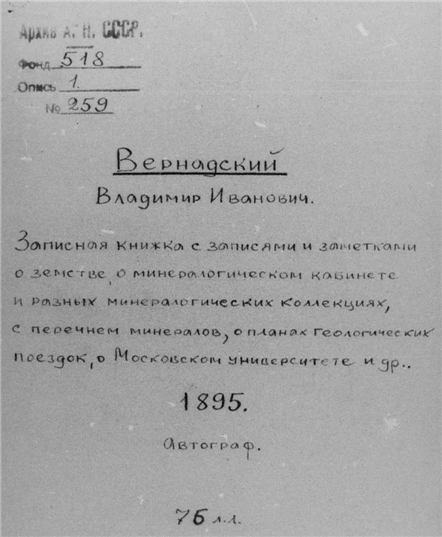 Архив А. Н. СССР.
Фонд 518
Опись 1.
№ 259
Вернадский
Владимир Иванович.
Записная книжка с записями и заметками
о земстве, о минералогическом кабинете
и разных минералогических коллекциях,
с перечнем минералов, о планах геологических
поездок, о Московском университете и др..
1895.
Автограф.
76 л.л.